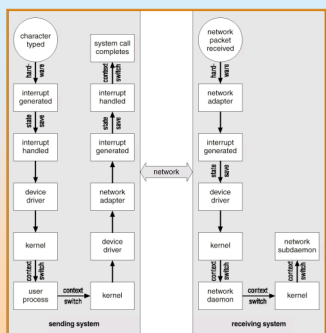 character
typed
hard-
ware
interrupt
generated
state
save
interrupt
handled
device
driver
kernel
context
switch
user
process
context
switch
kernel
device
driver
network
adapter
interrupt
generated
interrupt
handled
context
switch
system call
completes
sending system
network
network
packet
received
hard-
ware
network
adapter
interrupt
generated
state
save
device
driver
kernel
context
switch
network
daemon
context
switch
kernel
context
switch
network
subdaemon
receiving system